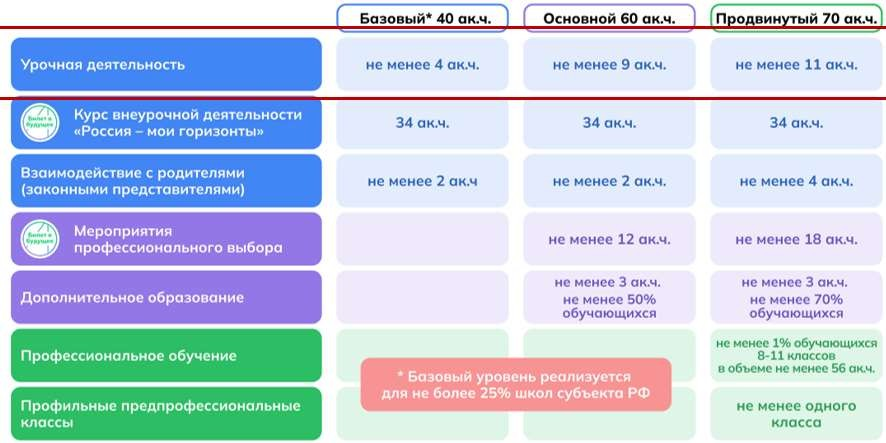 Базовый* 40 ак.ч.
Основной 60 ак.ч.
Продвинутый 70 ак.ч.
Урочная деятельность
не менее 4 ак.ч.
не менее 9 ак.ч.
не менее 11 ак.ч.
Билет в
будущее
Курс внеурочной деятельности
«Россия – мои горизонты»
34 ак.ч.
34 ак.ч.
34 ак.ч.
Взаимодействие с родителями
(законными представителями)
не менее 2 ак.ч
не менее 2 ак.ч.
не менее 4 ак.ч.
Билет в
будущее
Мероприятия
профессионального выбора
не менее 12 ак.ч.
не менее 18 ак.ч.
Дополнительное образование
не менее 3 ак.ч.
не менее 50%
обучающихся
не менее 3 ак.ч.
не менее 70%
обучающихся
Профессиональное обучение
не менее 1% обучающихся
8-11 классов
в объеме не менее 56 ак.ч.
* Базовый уровень реализуется
для не более 25% школ субъекта РФ
Профильные предпрофессиональные
классы
не менее одного
класса